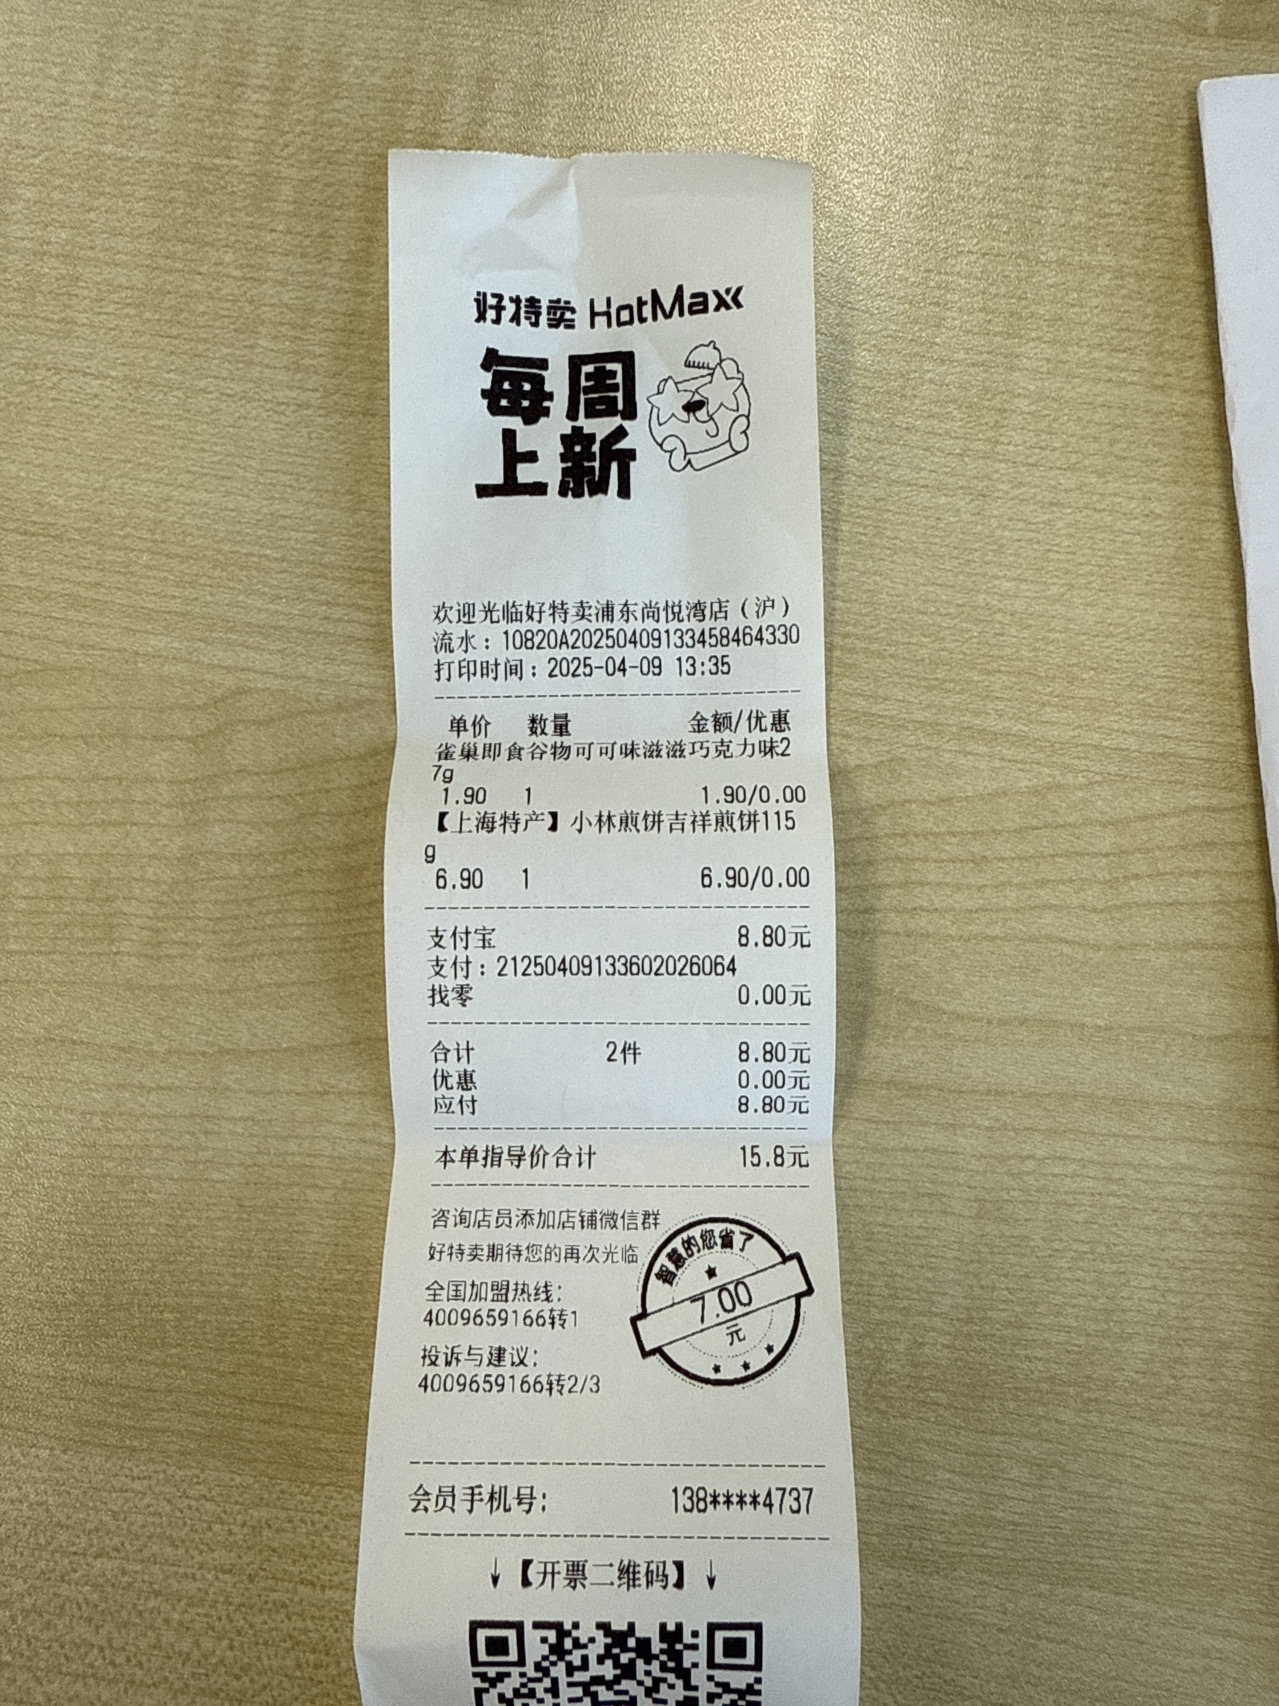 好特卖 HotMaxx
每周
上新
欢迎光临好特卖浦东尚悦湾店（沪）
流水：10820A20250409133458464330
打印时间：2025-04-09 13:35
单价 数量 金额/优惠
雀巢即食谷物可可味滋滋巧克力味2
7g
1.90 1 1.90/0.00
【上海特产】小林煎饼吉祥煎饼115
g
6.90 1 6.90/0.00
支付宝 8.80元
支付：21250409133602026064
找零 0.00元
合计 2件 8.80元
优惠 0.00元
应付 8.80元
本单指导价合计 15.8元
咨询店员添加店铺微信群
好特卖期待您的再次光临
全国加盟热线：
4009659166转1
投诉与建议：
4009659166转2/3
智慧的您省了
7.00
元
会员手机号： 138****4737
↓【开票二维码】↓